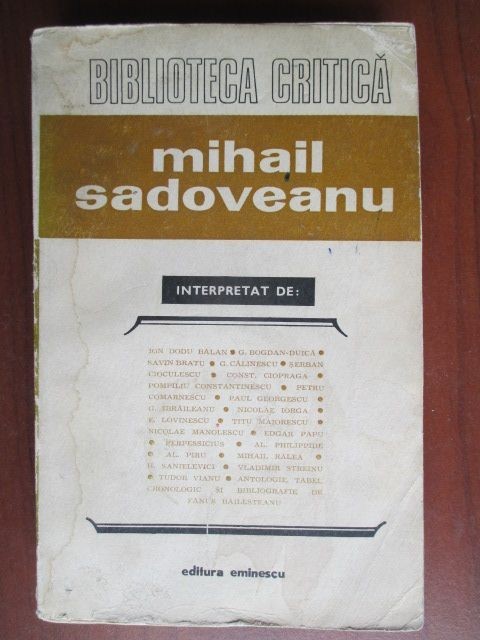 BIBLIOTECA CRITICĂ
mihail
sadoveanu
INTERPRETAT DE:
ION DODU BĂLAN • G. BOGDAN-DUICĂ •
SAVIN BRATU • G. CĂLINESCU • ȘERBAN
CIOCULESCU • CONST. CIOPRAGA •
POMPILIU CONSTANTINESCU • PETRU
COMARNESCU • PAUL GEORGESCU •
G. IBRĂILEANU • NICOLAE IORGA •
E. LOVINESCU • TITU MAIORESCU •
NICOLAE MANOLESCU • EDGAR PAPU
• PERPESSICIUS • AL. PHILIPPIDE
• AL. PIRU • MIHAIL RALEA •
H. SANIELEVICI • VLADIMIR STREINU
• TUDOR VIANU • ANTOLOGIE, TABEL
CRONOLOGIC ȘI BIBLIOGRAFIE DE
FĂNUȘ BĂILEȘTEANU
editura eminescu